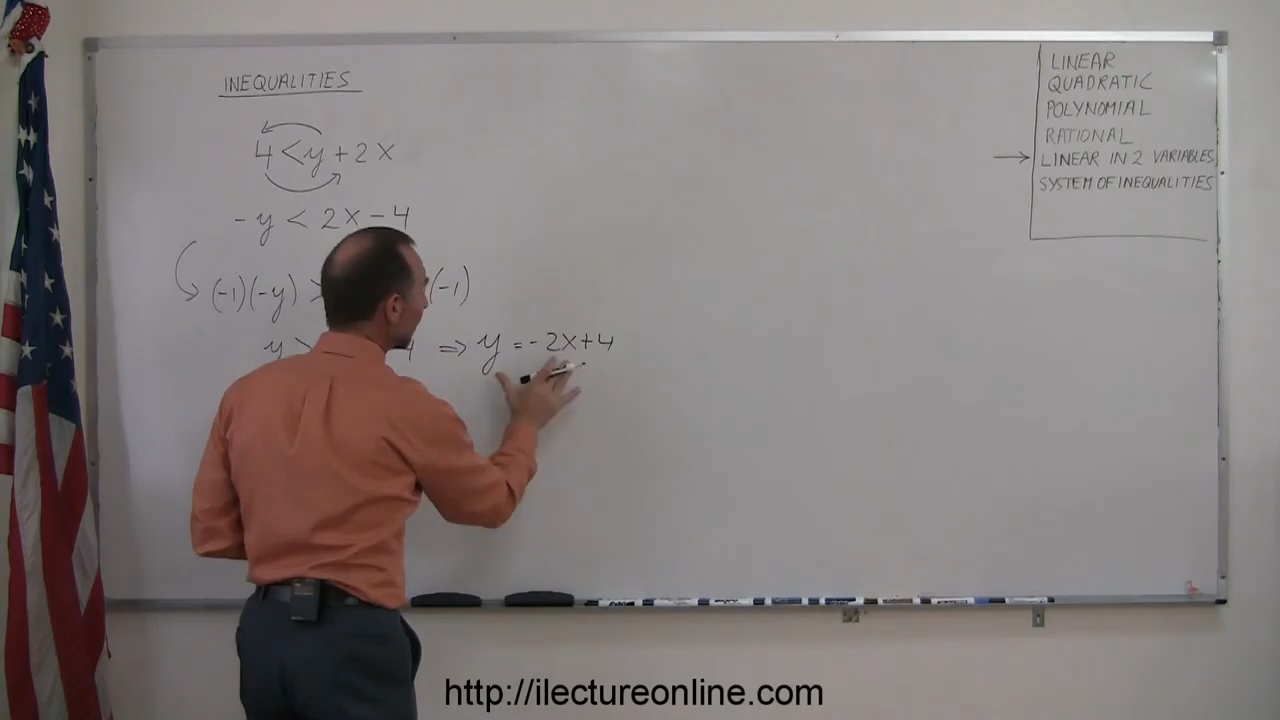 INEQUALITIES
4 < y + 2x
-y < 2x - 4
(-1)(-y) > (-1)
y > 4 ⇒ y = -2x + 4
LINEAR
QUADRATIC
POLYNOMIAL
RATIONAL
→ LINEAR IN 2 VARIABLES
SYSTEM OF INEQUALITIES
http://ilectureonline.com